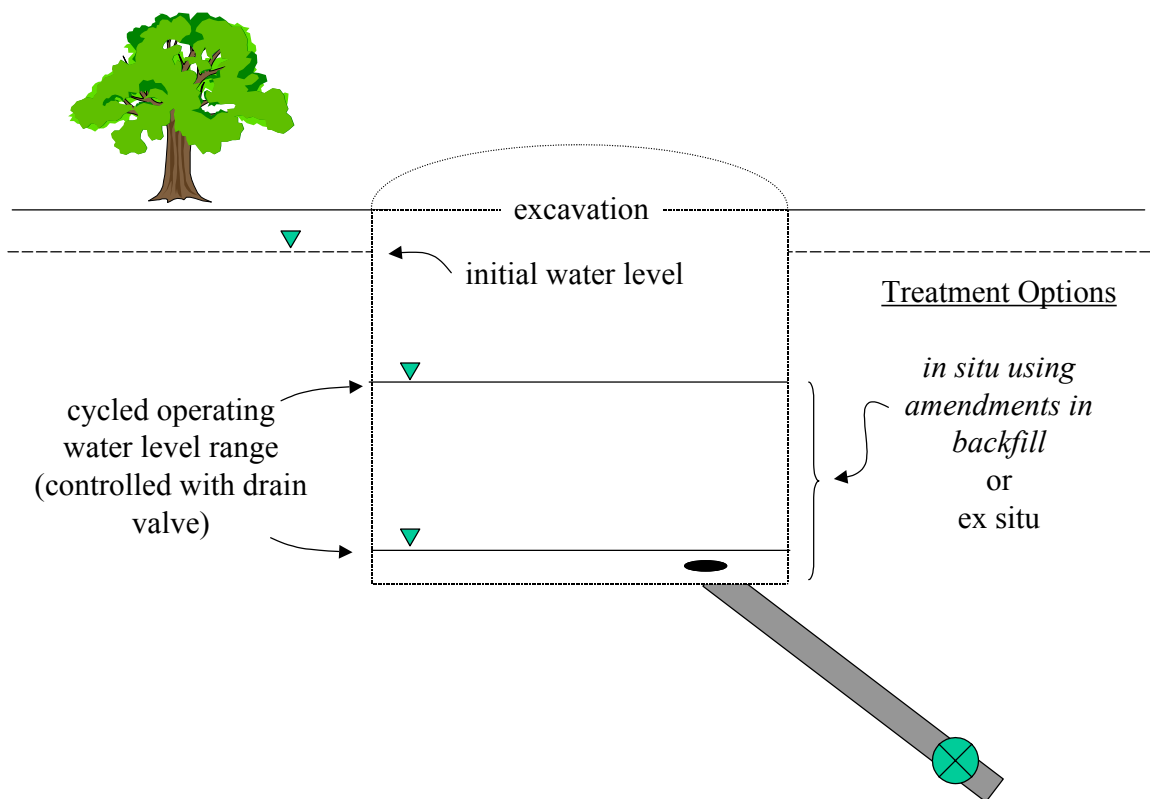 excavation
initial water level
Treatment Options
in situ using
amendments in
backfill
or
ex situ
cycled operating
water level range
(controlled with drain
valve)